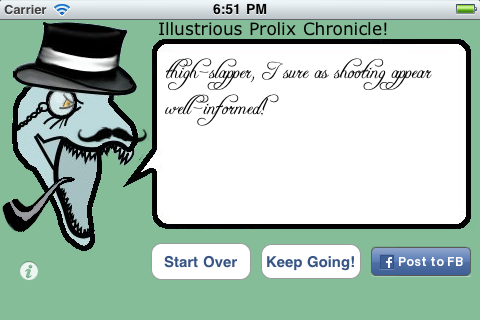 Carrier 6:51 PM
Illustrious Prolix Chronicle!
thigh-slapper, I sure as shooting appear
well-informed!
Start Over Keep Going! f Post to FB
i